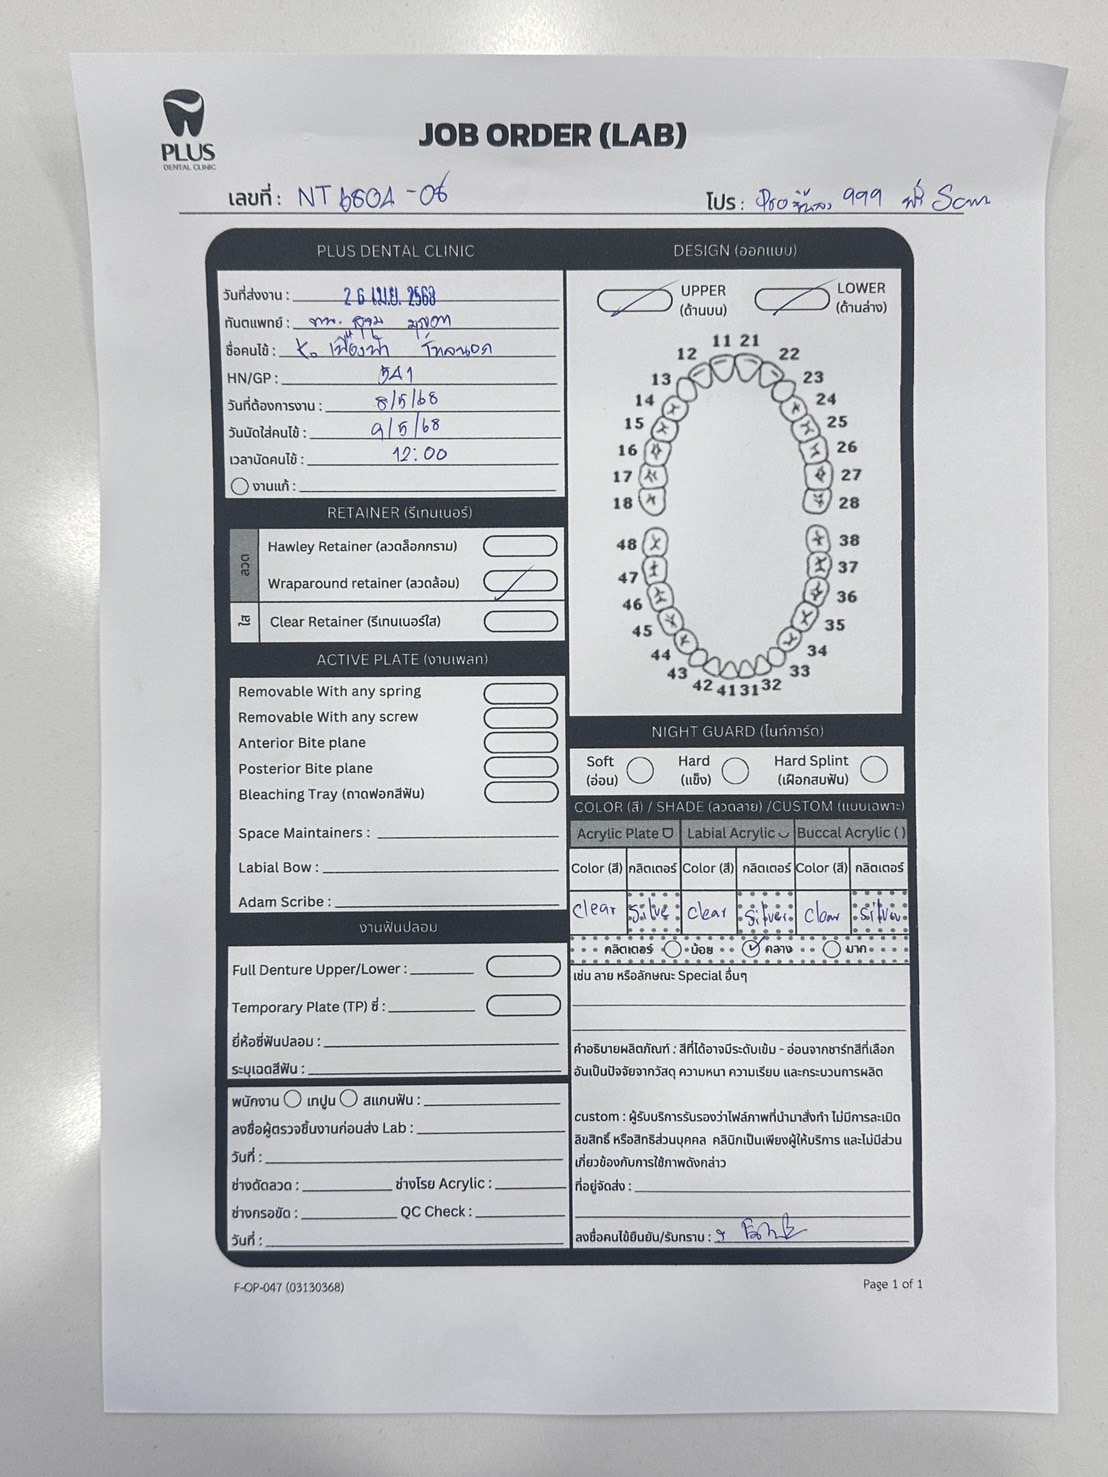 PLUS
DENTAL CLINIC
JOB ORDER (LAB)
เลขที่ : NT6804-06
โปร : 999 ฟรี Scan
PLUS DENTAL CLINIC
วันที่ส่งงาน : 26 เม.ย. 2568
ทันตแพทย์ : ทพ.
ชื่อคนไข้ : K. เฟื่องฟ้า
HN/GP : 541
วันที่ต้องการงาน : 8/5/68
วันนัดใส่คนไข้ : 9/5/68
เวลานัดคนไข้ : 12:00
งานแก้ :
RETAINER (รีเทนเนอร์)
ลวด
Hawley Retainer (ลวดล็อกกราม)
Wraparound retainer (ลวดล้อม)
ใส
Clear Retainer (รีเทนเนอร์ใส)
ACTIVE PLATE (งานเพลท)
Removable With any spring
Removable With any screw
Anterior Bite plane
Posterior Bite plane
Bleaching Tray (ถาดฟอกสีฟัน)
Space Maintainers :
Labial Bow :
Adam Scribe :
งานฟันปลอม
Full Denture Upper/Lower :
Temporary Plate (TP) ซี่ :
ยี่ห้อซี่ฟันปลอม :
ระบุเฉดสีฟัน :
พนักงาน เทปูน สแกนฟัน :
ลงชื่อผู้ตรวจชิ้นงานก่อนส่ง Lab :
วันที่ :
ช่างดัดลวด : ช่างโรย Acrylic :
ช่างกรอขัด : QC Check :
วันที่ :
DESIGN (ออกแบบ)
UPPER (ด้านบน) LOWER (ด้านล่าง)
11 21
12 22
13 23
14 24
15 25
16 26
17 27
18 28
48 38
47 37
46 36
45 35
44 34
43 33
42 41 31 32
NIGHT GUARD (ไนท์การ์ด)
Soft (อ่อน) Hard (แข็ง) Hard Splint (เฝือกสบฟัน)
COLOR (สี) / SHADE (ลวดลาย) /CUSTOM (แบบเฉพาะ)
Acrylic Plate Labial Acrylic Buccal Acrylic ( )
Color (สี) กลิตเตอร์ Color (สี) กลิตเตอร์ Color (สี) กลิตเตอร์
clear silver clear silver clear silver
กลิตเตอร์ น้อย กลาง มาก
เช่น ลาย หรือลักษณะ Special อื่นๆ
คำอธิบายผลิตภัณฑ์ : สีที่ได้อาจมีระดับเข้ม - อ่อนจากชาร์ทสีที่เลือก
อันเป็นปัจจัยจากวัสดุ ความหนา ความเรียบ และกระบวนการผลิต
custom : ผู้รับบริการรับรองว่าไฟล์ภาพที่นำมาสั่งทำ ไม่มีการละเมิด
ลิขสิทธิ์ หรือสิทธิส่วนบุคคล คลินิกเป็นเพียงผู้ให้บริการ และไม่มีส่วน
เกี่ยวข้องกับการใช้ภาพดังกล่าว
ที่อยู่จัดส่ง :
ลงชื่อคนไข้ยืนยัน/รับทราบ :
F-OP-047 (03130368)
Page 1 of 1